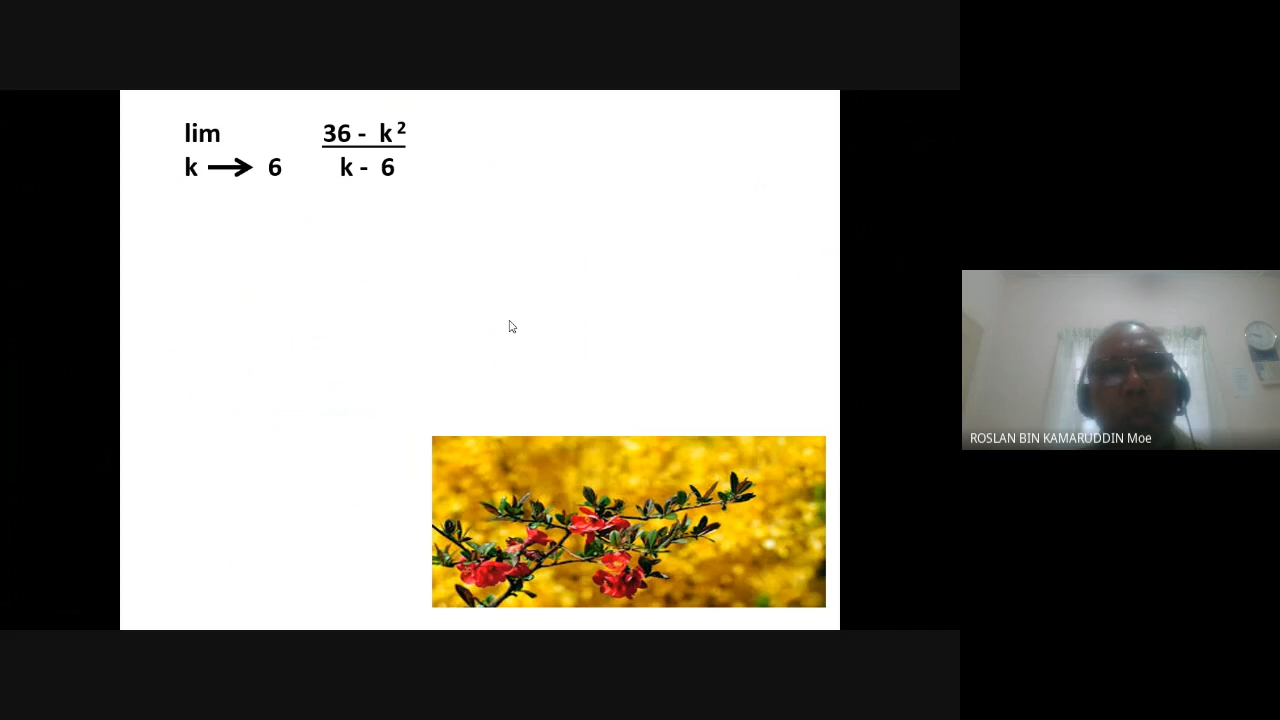 lim 36 - k²
k → 6 k - 6
ROSLAN BIN KAMARUDDIN Moe